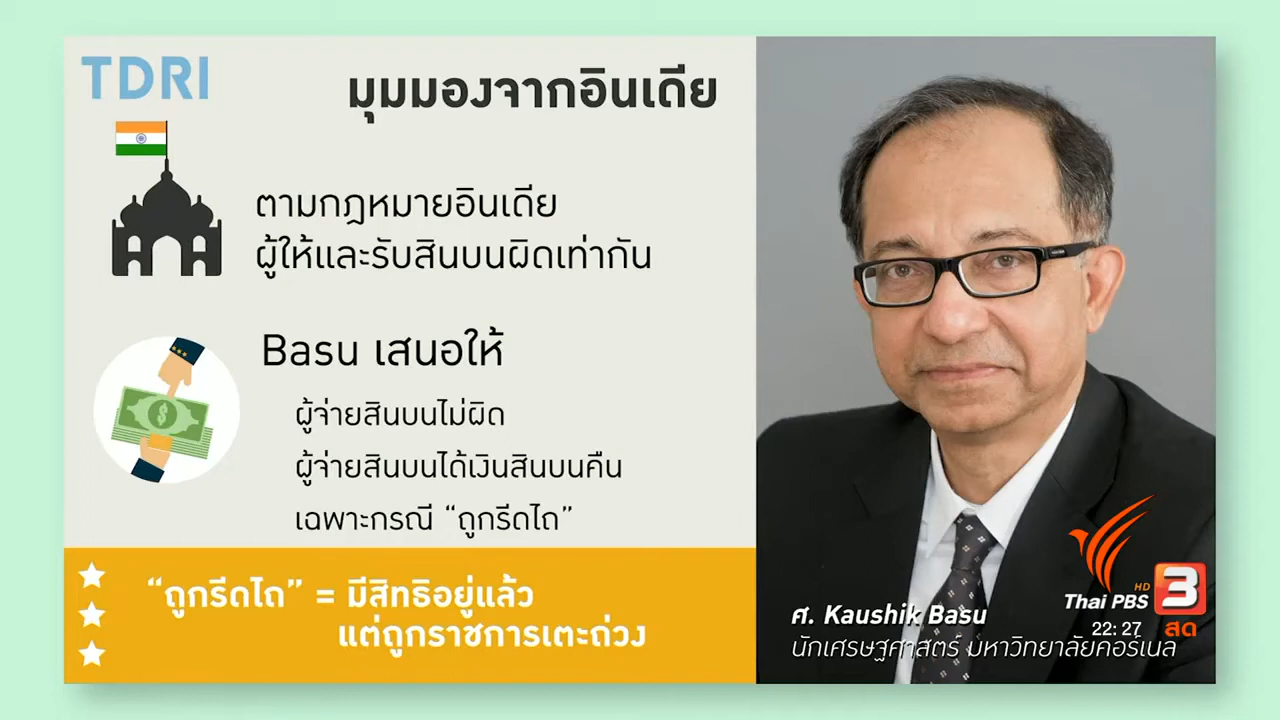 TDRI
มุมมองจากอินเดีย
ตามกฎหมายอินเดีย
ผู้ให้และรับสินบนผิดเท่ากัน
Basu เสนอให้
ผู้จ่ายสินบนไม่ผิด
ผู้จ่ายสินบนได้เงินสินบนคืน
เฉพาะกรณี “ถูกรีดไถ”
“ถูกรีดไถ” = มีสิทธิอยู่แล้ว
แต่ถูกราชการเตะถ่วง
ศ. Kaushik Basu
นักเศรษฐศาสตร์ มหาวิทยาลัยคอร์เนล
HD
Thai PBS 3
22:27 สด